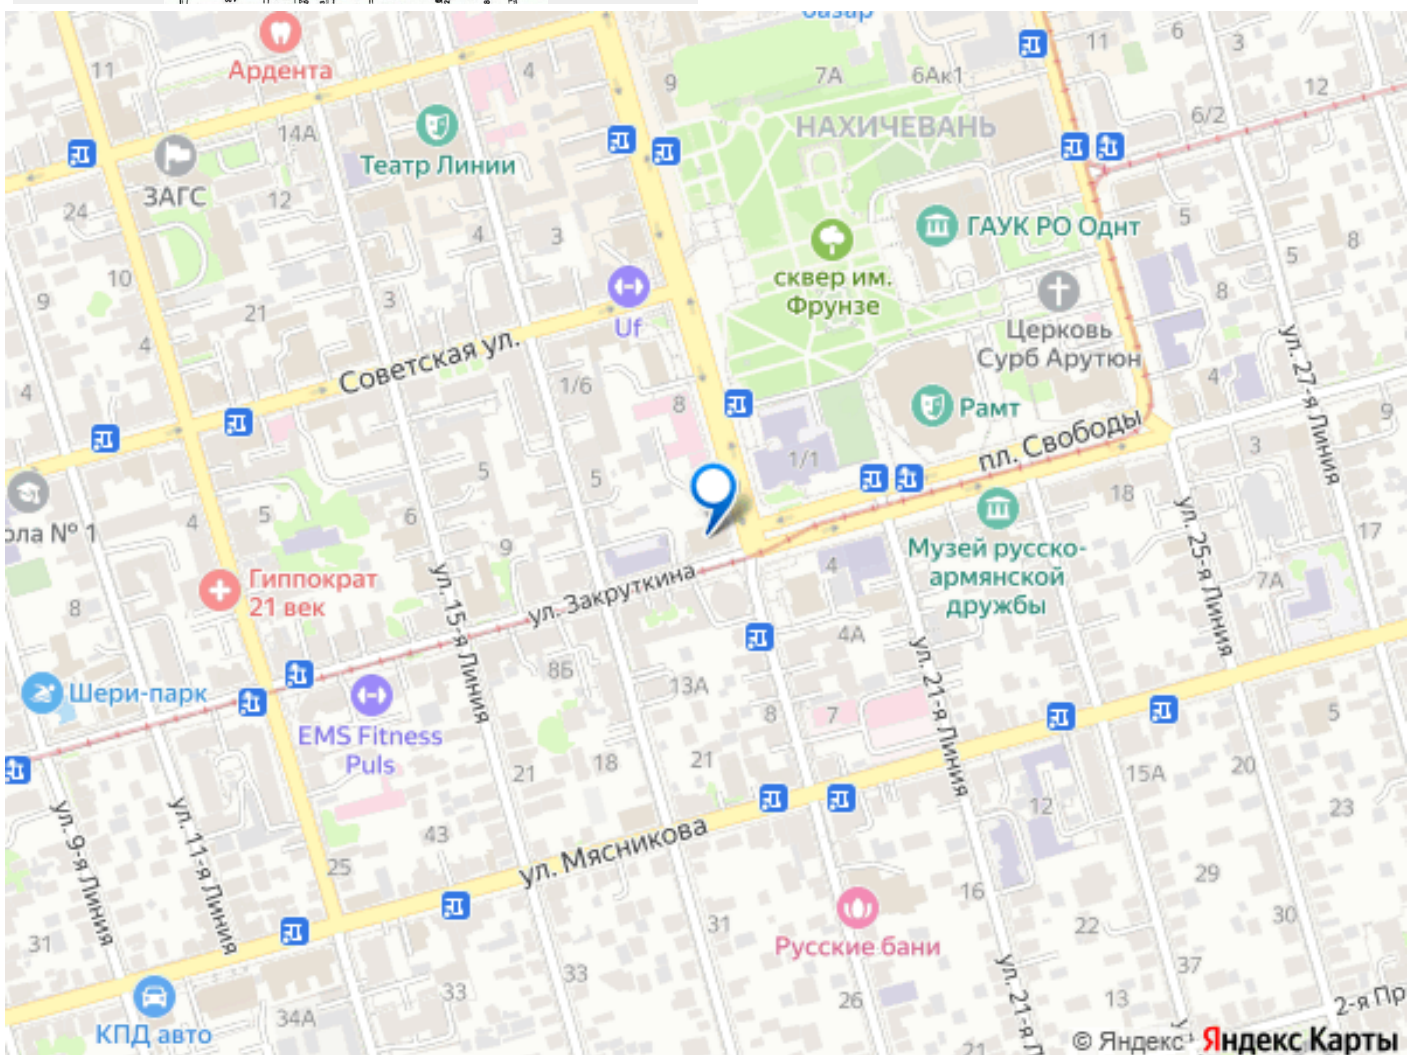 базар
Ардента
11
4
9
7А
6Ак1
11
6
3
12
14А
НАХИЧЕВАНЬ
6/2
Театр Линии
ЗАГС
12
24
4
3
ГАУК РО Однт
5
8
10
5
сквер им.
Фрунзе
8
9
3
21
Uf
Церковь
Сурб Арутюн
4
Советская ул.
ул. 27-я Линия
4
1/6
8
4
Рамт
9
пл. Свободы
3
1/1
5
5
18
ола № 1
4
5
6
9
17
ул. 25-я Линия
Музей русско-
армянской
дружбы
4
7А
Гиппократ
21 век
ул. Закруткина
ул. 15-я Линия
8
4А
8Б
13А
ул. 21-я Линия
Шери-парк
8
7
5
EMS Fitness
Puls
21
18
21
15А
20
ул. 9-я Линия
ул. 11-я Линия
12
23
43
ул. Мясникова
25
29
16
31
22
30
31
Русские бани
33
37
33
26
13
ул. 21-я Л
2-я Пр
34А
КПД авто
21
© Яндекс
Яндекс Карты